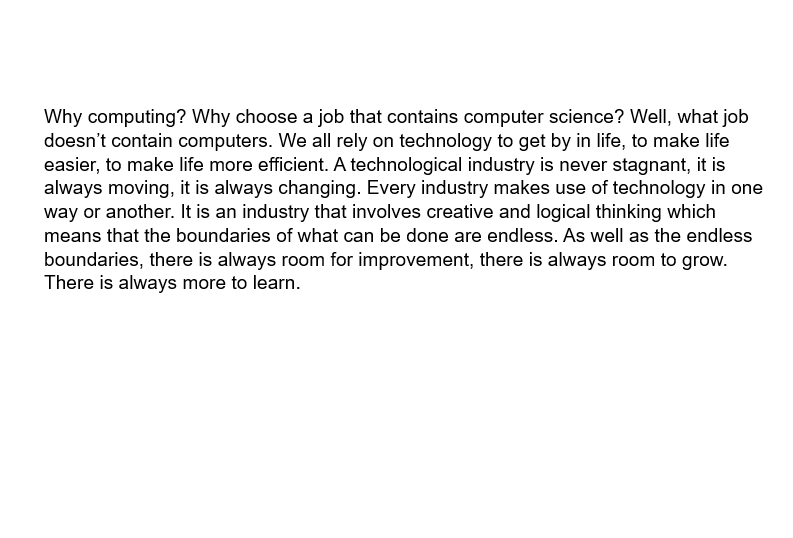 Why computing? Why choose a job that contains computer science? Well, what job
doesn’t contain computers. We all rely on technology to get by in life, to make life
easier, to make life more efficient. A technological industry is never stagnant, it is
always moving, it is always changing. Every industry makes use of technology in one
way or another. It is an industry that involves creative and logical thinking which
means that the boundaries of what can be done are endless. As well as the endless
boundaries, there is always room for improvement, there is always room to grow.
There is always more to learn.